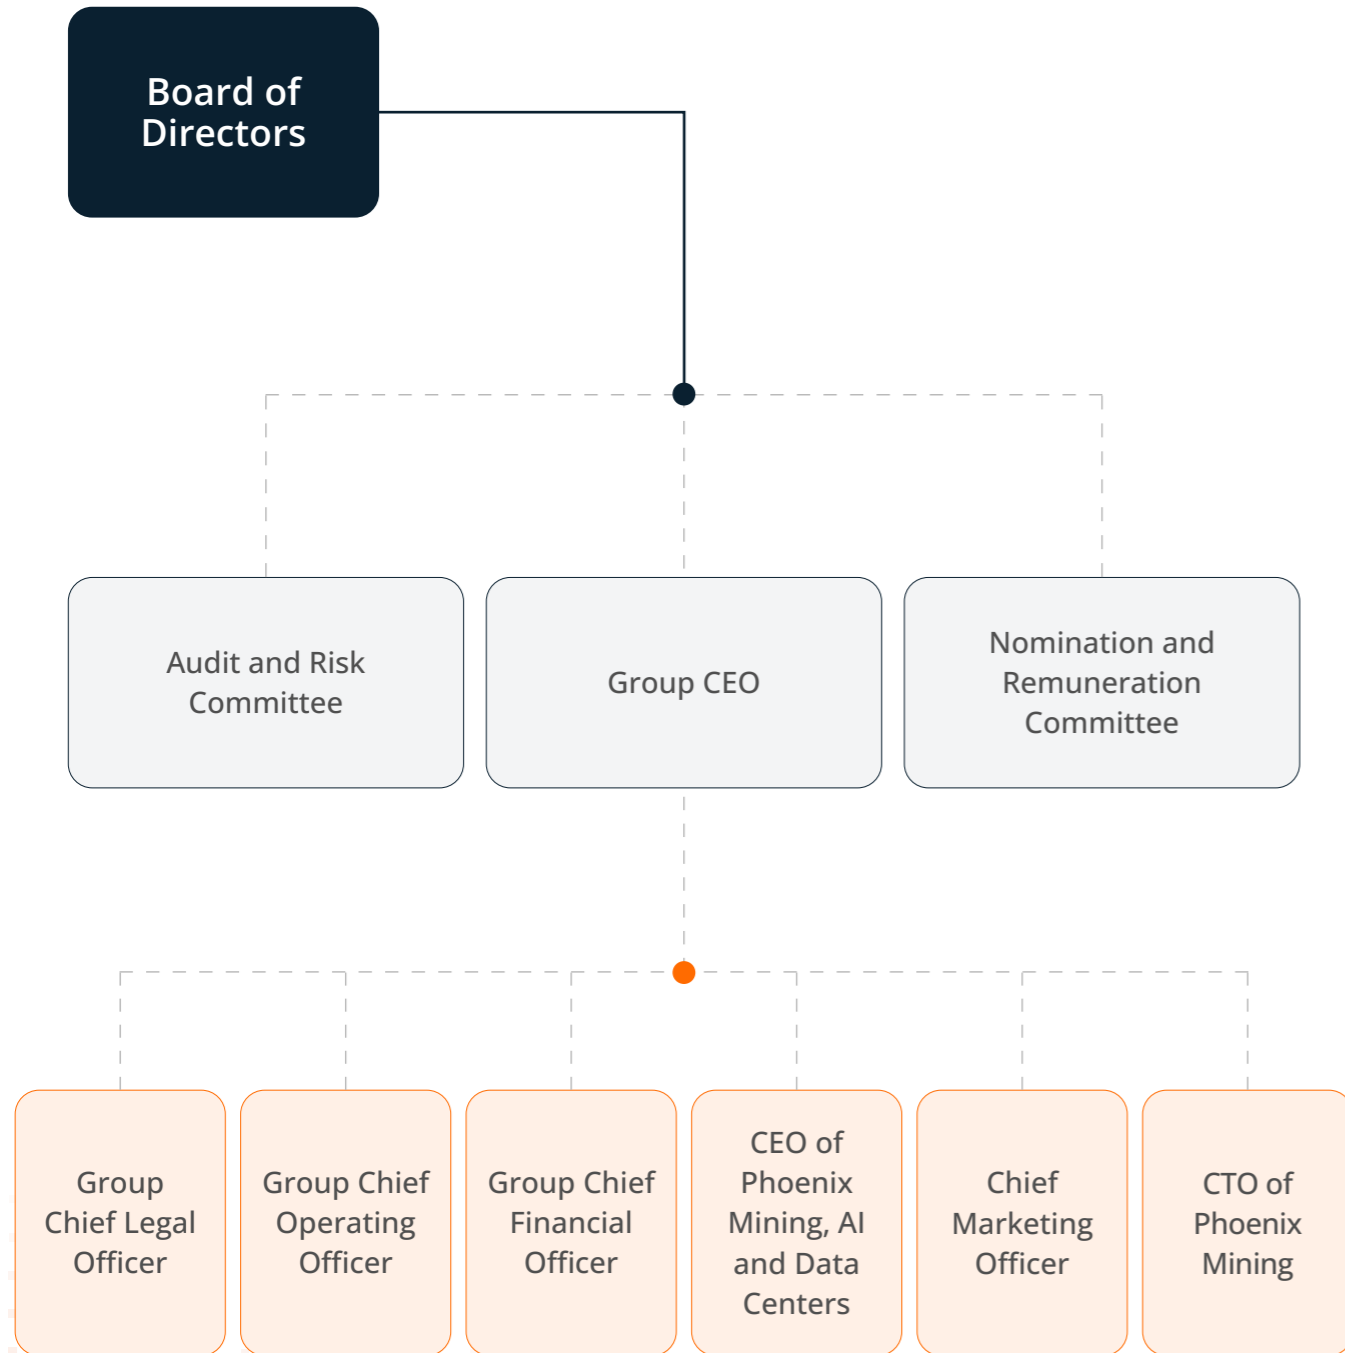 Board of
Directors
Audit and Risk
Committee
Group CEO
Nomination and
Remuneration
Committee
Group
Chief Legal
Officer
Group Chief
Operating
Officer
Group Chief
Financial
Officer
CEO of
Phoenix
Mining, AI
and Data
Centers
Chief
Marketing
Officer
CTO of
Phoenix
Mining